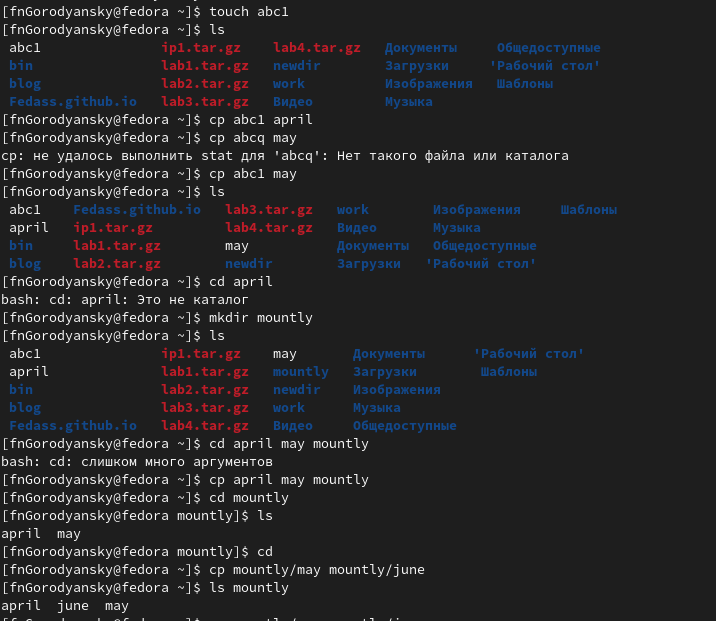 [fnGorodyansky@fedora ~]$ touch abc1
[fnGorodyansky@fedora ~]$ ls
abc1 ip1.tar.gz lab4.tar.gz Документы Общедоступные
bin lab1.tar.gz newdir Загрузки 'Рабочий стол'
blog lab2.tar.gz work Изображения Шаблоны
Fedass.github.io lab3.tar.gz Видео Музыка
[fnGorodyansky@fedora ~]$ cp abc1 april
[fnGorodyansky@fedora ~]$ cp abcq may
cp: не удалось выполнить stat для 'abcq': Нет такого файла или каталога
[fnGorodyansky@fedora ~]$ cp abc1 may
[fnGorodyansky@fedora ~]$ ls
abc1 Fedass.github.io lab3.tar.gz work Изображения Шаблоны
april ip1.tar.gz lab4.tar.gz Видео Музыка
bin lab1.tar.gz may Документы Общедоступные
blog lab2.tar.gz newdir Загрузки 'Рабочий стол'
[fnGorodyansky@fedora ~]$ cd april
bash: cd: april: Это не каталог
[fnGorodyansky@fedora ~]$ mkdir mountly
[fnGorodyansky@fedora ~]$ ls
abc1 ip1.tar.gz may Документы 'Рабочий стол'
april lab1.tar.gz mountly Загрузки Шаблоны
bin lab2.tar.gz newdir Изображения
blog lab3.tar.gz work Музыка
Fedass.github.io lab4.tar.gz Видео Общедоступные
[fnGorodyansky@fedora ~]$ cd april may mountly
bash: cd: слишком много аргументов
[fnGorodyansky@fedora ~]$ cp april may mountly
[fnGorodyansky@fedora ~]$ cd mountly
[fnGorodyansky@fedora mountly]$ ls
april may
[fnGorodyansky@fedora mountly]$ cd
[fnGorodyansky@fedora ~]$ cp mountly/may mountly/june
[fnGorodyansky@fedora ~]$ ls mountly
april june may